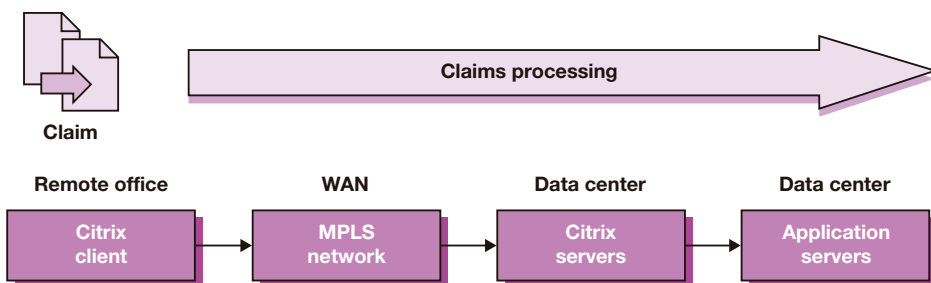 Claims processing
Claim
Remote office
WAN
Data center
Data center
Citrix
client
MPLS
network
Citrix
servers
Application
servers